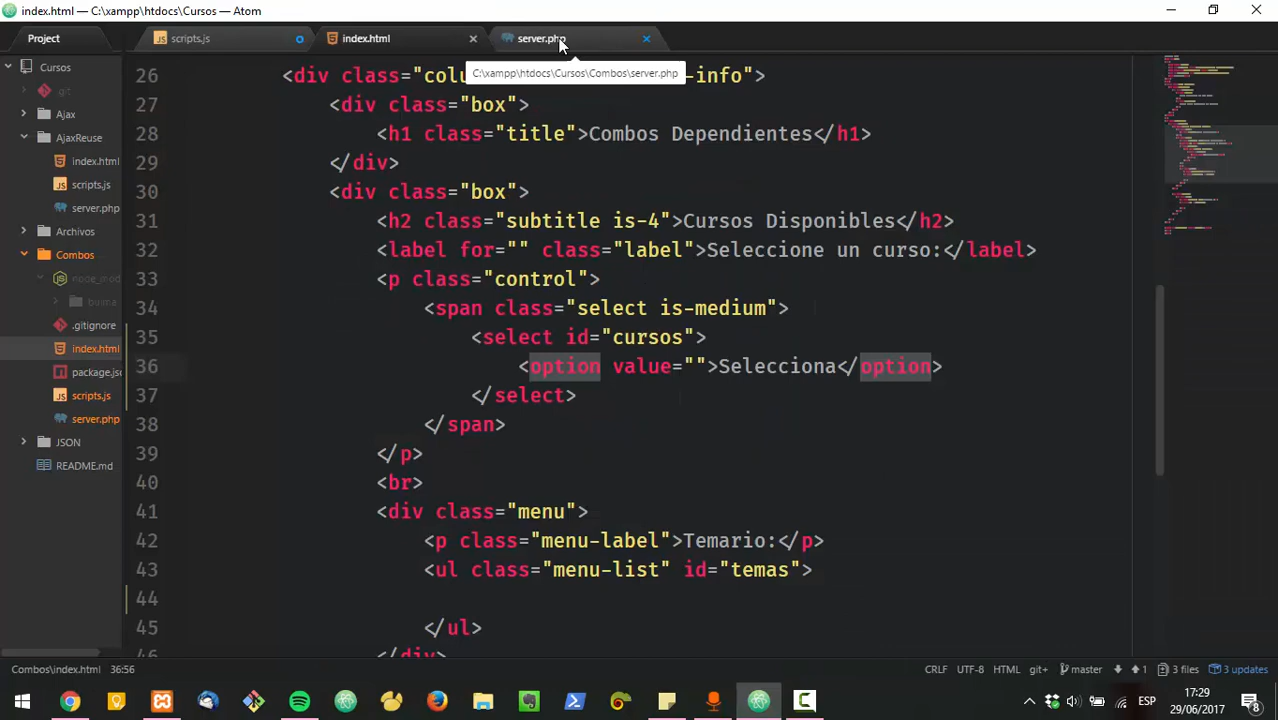 index.html — C:\xampp\htdocs\Cursos — Atom
Project
scripts.js
index.html
server.php
C:\xampp\htdocs\Cursos\Combos\server.php
Cursos
.git
Ajax
AjaxReuse
index.html
scripts.js
server.php
Archivos
Combos
node_mod
bulma
.gitignore
index.html
package.jsc
scripts.js
server.php
JSON
README.md
26 <div class="colu -info">
27 <div class="box">
28 <h1 class="title">Combos Dependientes</h1>
29 </div>
30 <div class="box">
31 <h2 class="subtitle is-4">Cursos Disponibles</h2>
32 <label for="" class="label">Seleccione un curso:</label>
33 <p class="control">
34 <span class="select is-medium">
35 <select id="cursos">
36 <option value="">Selecciona</option>
37 </select>
38 </span>
39 </p>
40 <br>
41 <div class="menu">
42 <p class="menu-label">Temario:</p>
43 <ul class="menu-list" id="temas">
44
45 </ul>
46 </div>
Combos\index.html 36:56 CRLF UTF-8 HTML git+ master 1 3 files 3 updates
ESP
17:29
29/06/2017
8